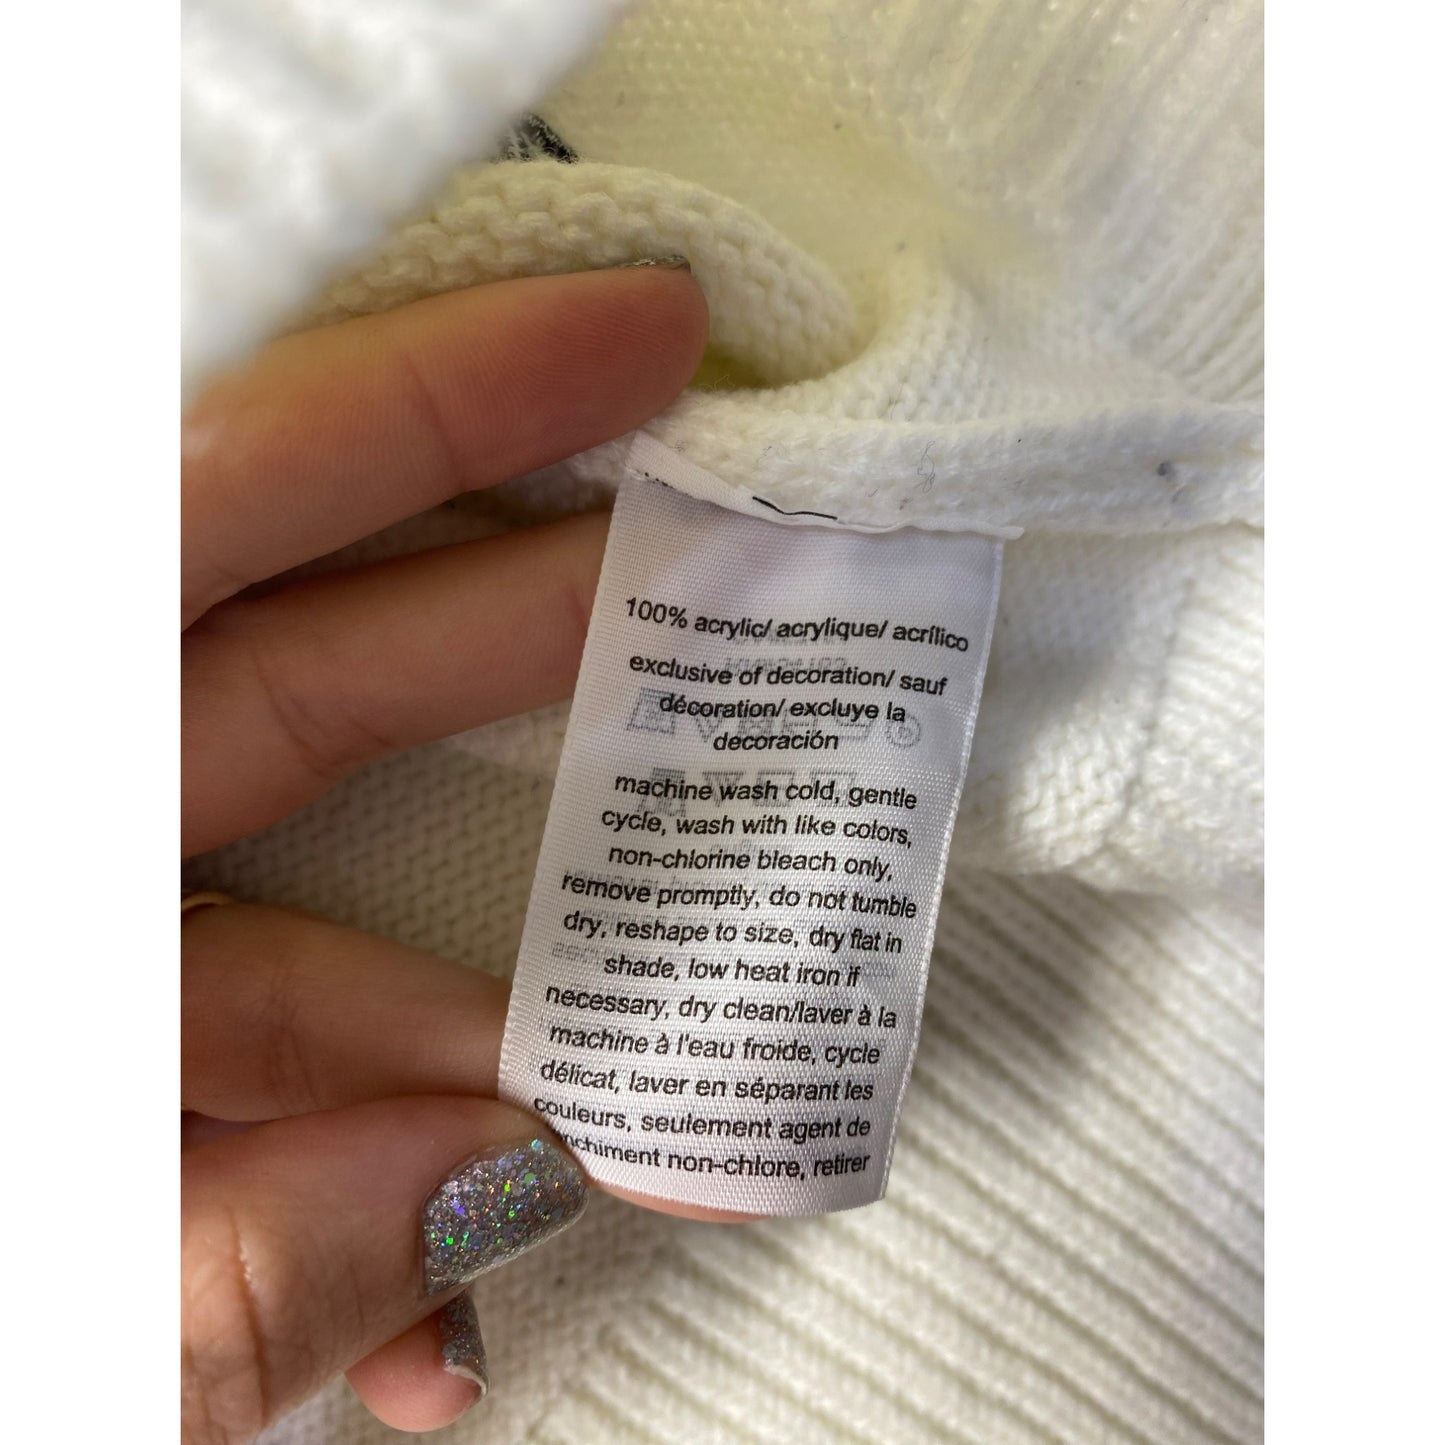 100% acrylic/ acrylique/ acrílico
exclusive of decoration/ sauf
décoration/ excluye la
decoración
machine wash cold, gentle
cycle, wash with like colors,
non-chlorine bleach only,
remove promptly, do not tumble
dry, reshape to size, dry flat in
shade, low heat iron if
necessary, dry clean/laver à la
machine à l'eau froide, cycle
délicat, laver en séparant les
couleurs, seulement agent de
non-chlore, retirer